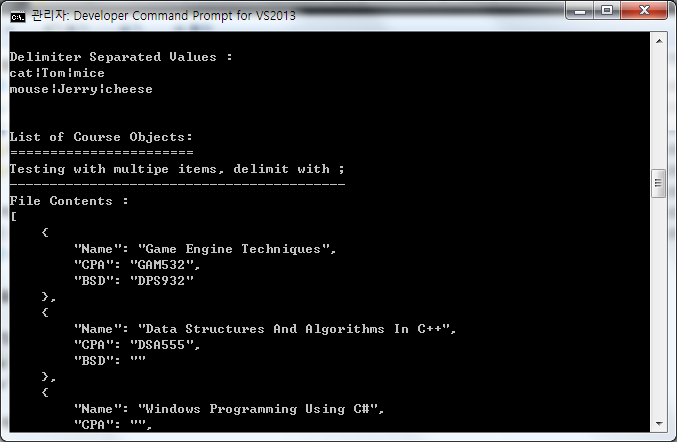 관리자: Developer Command Prompt for VS2013
Delimiter Separated Values :
cat|Tom|mice
mouse|Jerry|cheese
List of Course Objects:
=======================
Testing with multipe items, delimit with ;
------------------------------------------
File Contents :
[
    {
        "Name": "Game Engine Techniques",
        "CPA": "GAM532",
        "BSD": "DPS932"
    },
    {
        "Name": "Data Structures And Algorithms In C++",
        "CPA": "DSA555",
        "BSD": ""
    },
    {
        "Name": "Windows Programming Using C#",
        "CPA": "",